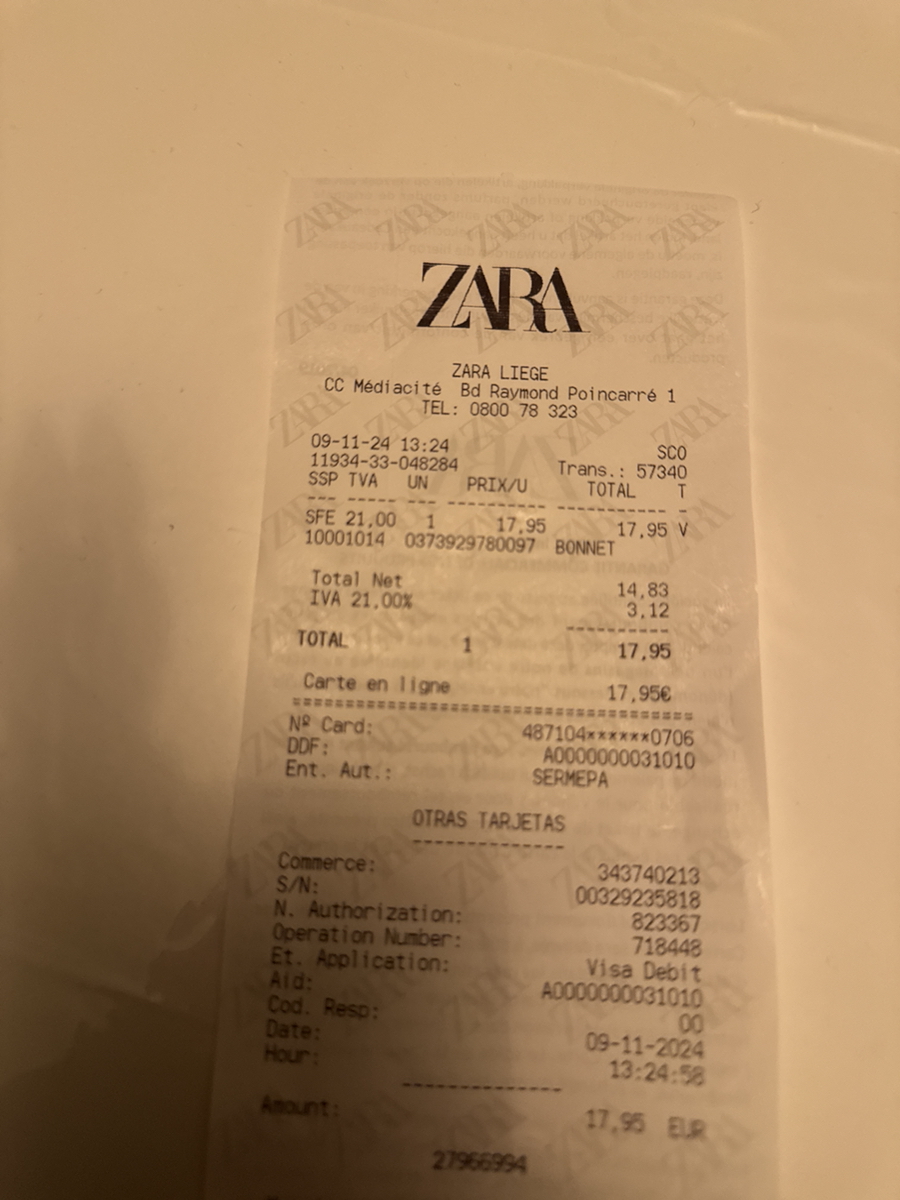 ZARA
ZARA LIEGE
CC Médiacité Bd Raymond Poincarré 1
TEL: 0800 78 323
09-11-24 13:24 SCO
11934-33-048284 Trans.: 57340
SSP TVA UN PRIX/U TOTAL T
--- ----- --- ---------- ----------- -
SFE 21,00 1 17,95 17,95 V
10001014 0373929780097 BONNET
Total Net 14,83
IVA 21,00% 3,12
----------
TOTAL 1 17,95
Carte en ligne 17,95€
========================================
Nº Card: 487104******0706
DDF: A0000000031010
Ent. Aut.: SERMEPA
OTRAS TARJETAS
--------------
Commerce: 343740213
S/N: 00329235818
N. Authorization: 823367
Operation Number: 718448
Et. Application: Visa Debit
Aid: A0000000031010
Cod. Resp: 00
Date: 09-11-2024
Hour: 13:24:58
--------------
Amount: 17,95 EUR
27966994